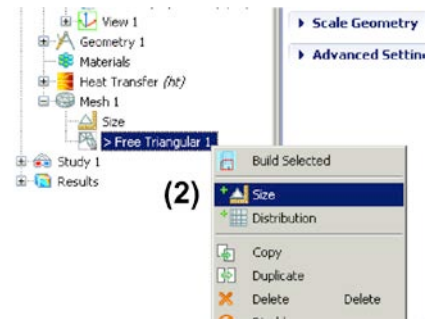 View 1
Scale Geometry
Geometry 1
Advanced Settin
Materials
Heat Transfer (ht)
Mesh 1
Size
> Free Triangular 1
Study 1
Build Selected
Results
(2)
Size
Distribution
Copy
Duplicate
Delete Delete